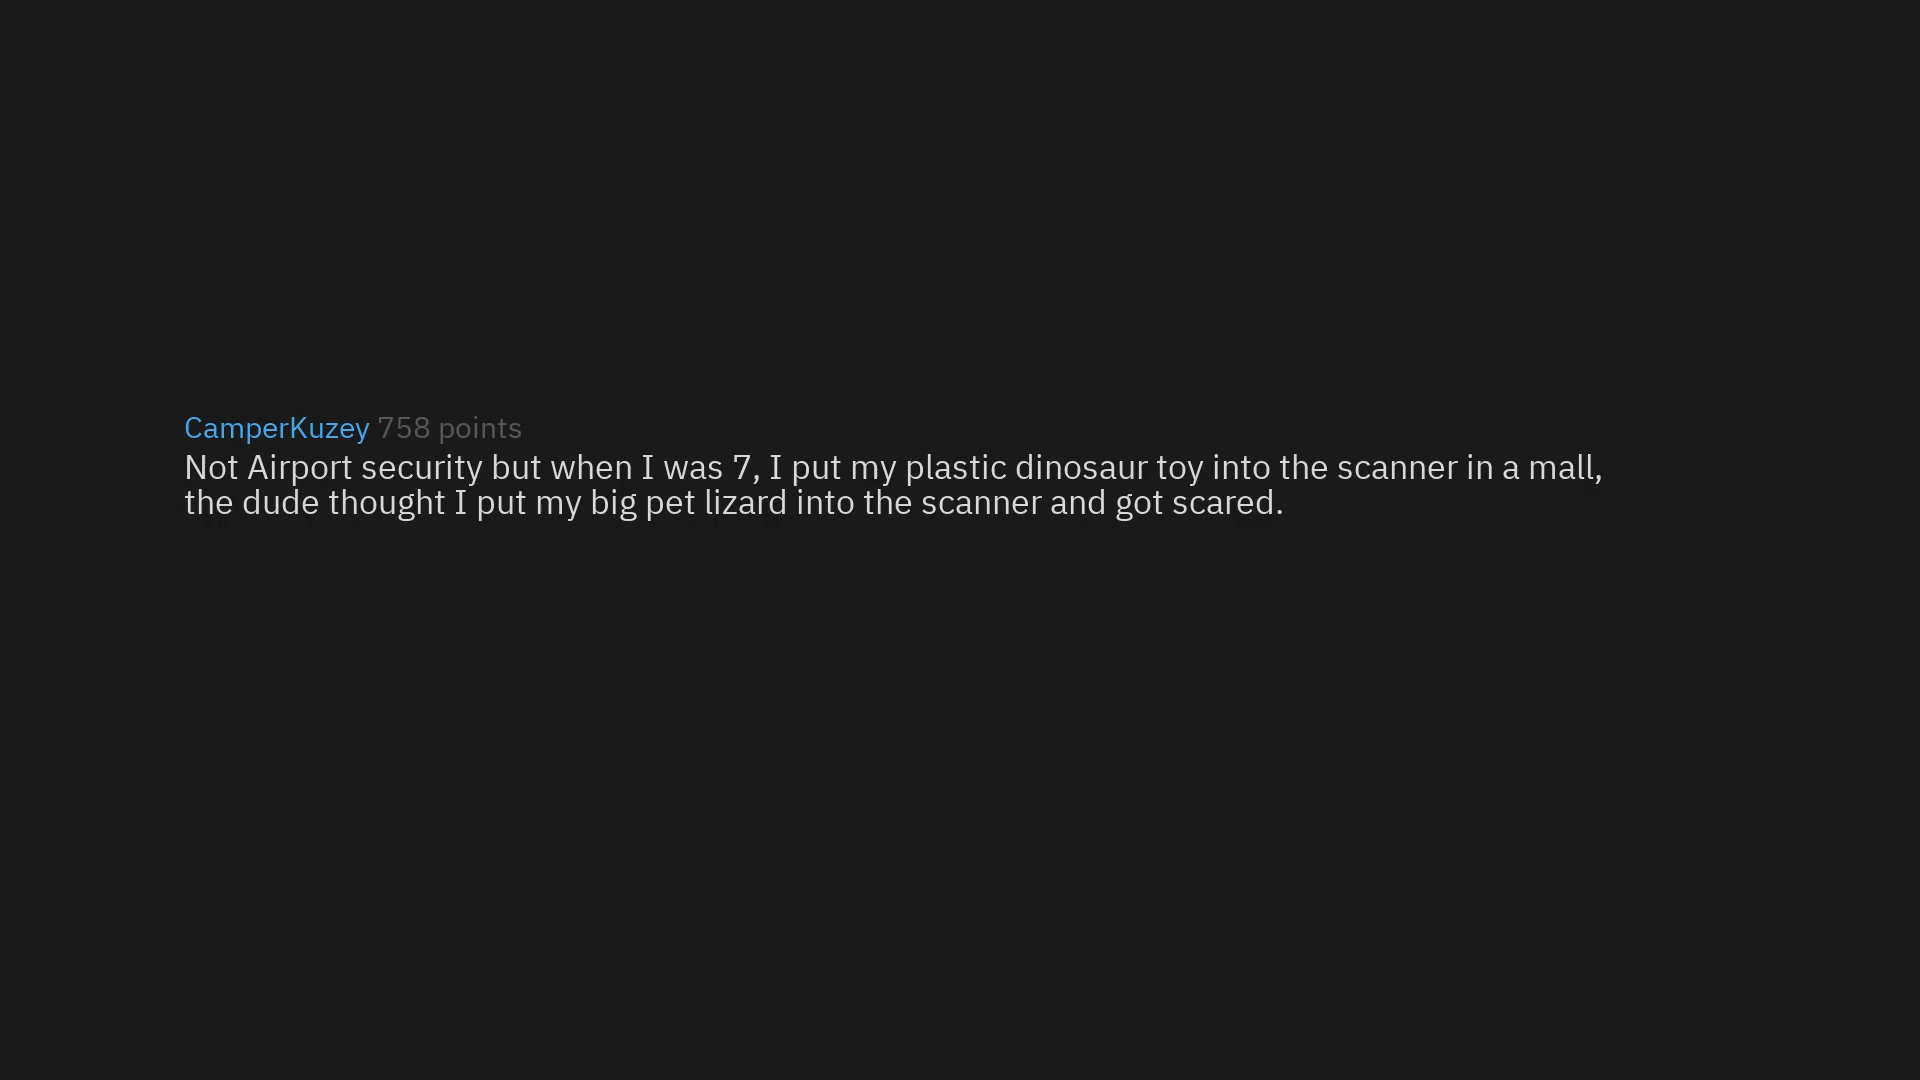 CamperKuzey 758 points
Not Airport security but when I was 7, I put my plastic dinosaur toy into the scanner in a mall,
the dude thought I put my big pet lizard into the scanner and got scared.